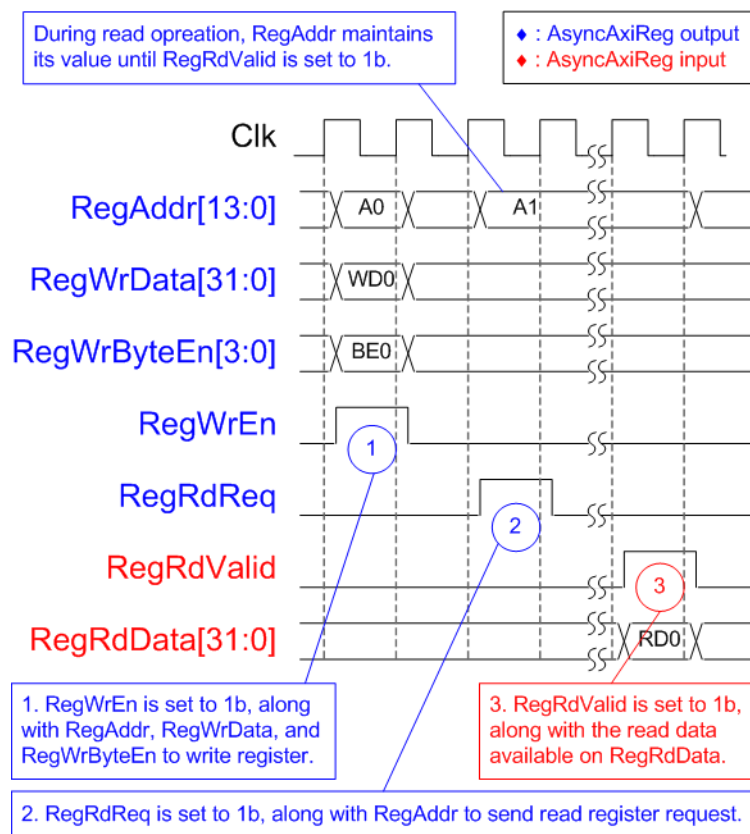 During read opreation, RegAddr maintains
its value until RegRdValid is set to 1b.
♦ : AsyncAxiReg output
♦ : AsyncAxiReg input
Clk
RegAddr[13:0]
A0
A1
RegWrData[31:0]
WD0
RegWrByteEn[3:0]
BE0
RegWrEn
1
RegRdReq
2
RegRdValid
3
RegRdData[31:0]
RD0
1. RegWrEn is set to 1b, along
with RegAddr, RegWrData, and
RegWrByteEn to write register.
3. RegRdValid is set to 1b,
along with the read data
available on RegRdData.
2. RegRdReq is set to 1b, along with RegAddr to send read register request.